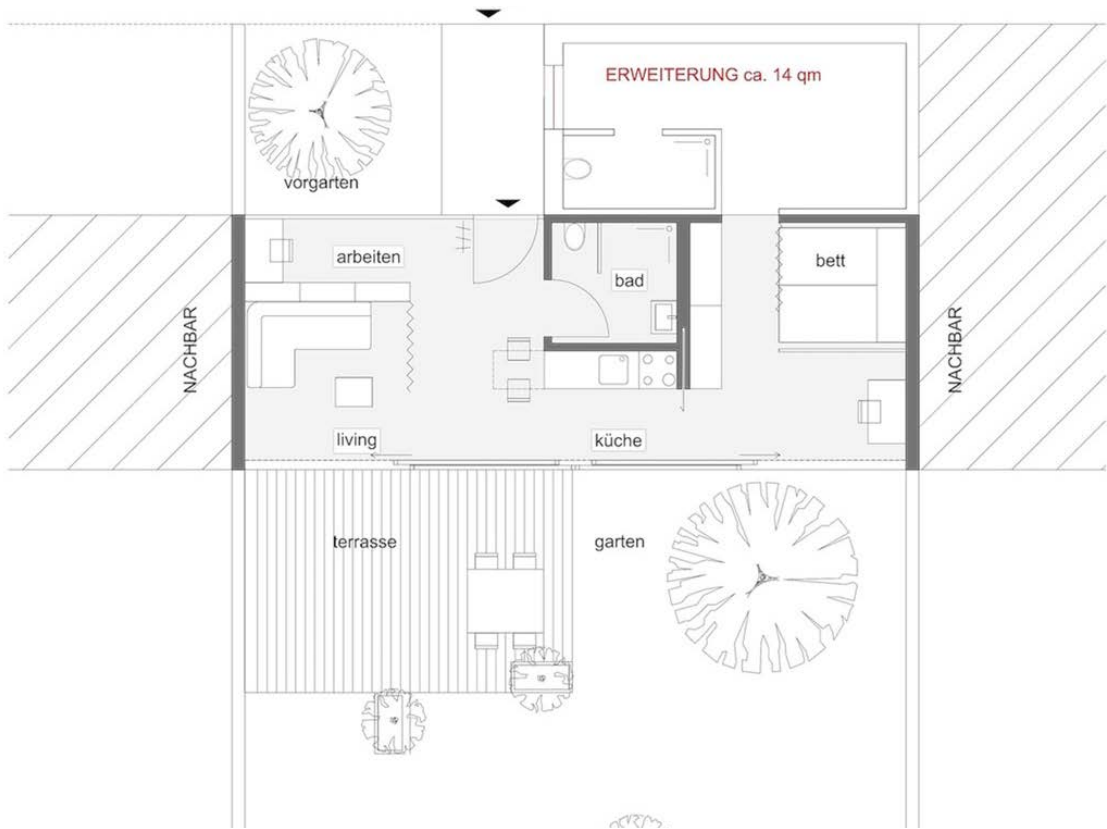 ERWEITERUNG ca. 14 qm
vorgarten
arbeiten
bad
bett
NACHBAR
NACHBAR
living
küche
terrasse
garten